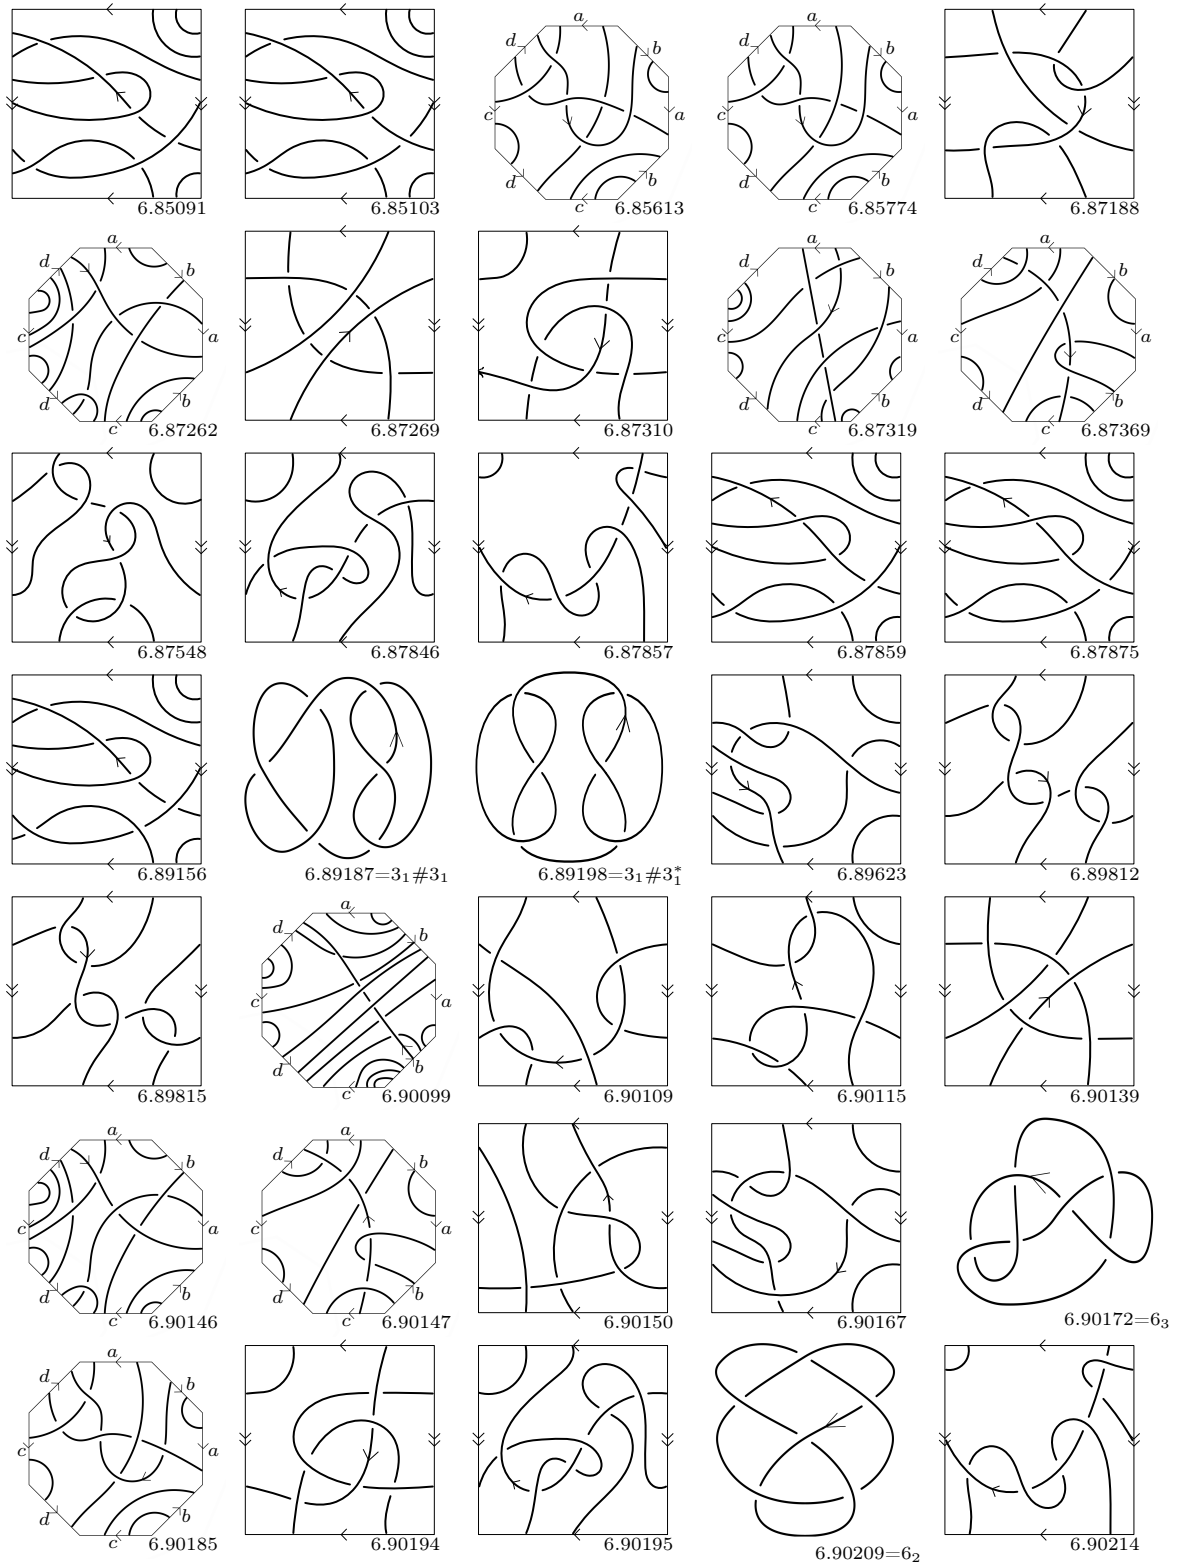 6.85091 6.85103 a b a b c d c d 6.85613 a b a b c d c d 6.85774 6.87188
a b a b c d c d 6.87262 6.87269 6.87310 a b a b c d c d 6.87319 a b a b c d c d 6.87369
6.87548 6.87846 6.87857 6.87859 6.87875
6.89156 6.89187=3₁#3₁ 6.89198=3₁#3₁* 6.89623 6.89812
6.89815 a b a b c d c d 6.90099 6.90109 6.90115 6.90139
a b a b c d c d 6.90146 a b a b c d c d 6.90147 6.90150 6.90167 6.90172=6₃
a b a b c d c d 6.90185 6.90194 6.90195 6.90209=6₂ 6.90214